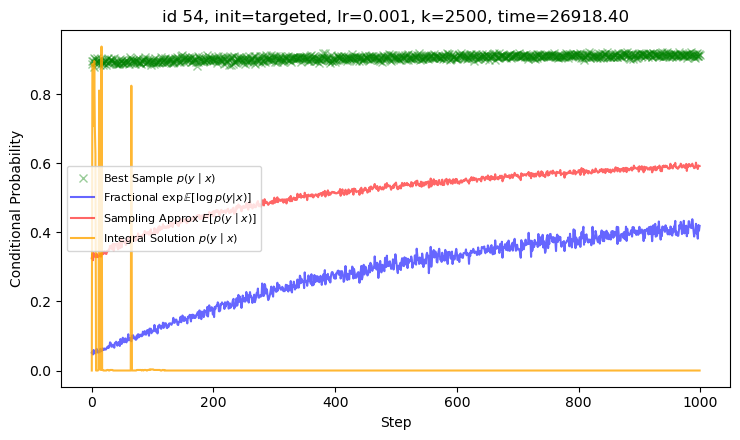 id 54, init=targeted, lr=0.001, k=2500, time=26918.40
Conditional Probability
0.8
0.6
0.4
0.2
0.0
Best Sample p(y | x)
Fractional exp 𝔼[log p(y|x)]
Sampling Approx E[p(y | x)]
Integral Solution p(y | x)
0
200
400
600
800
1000
Step